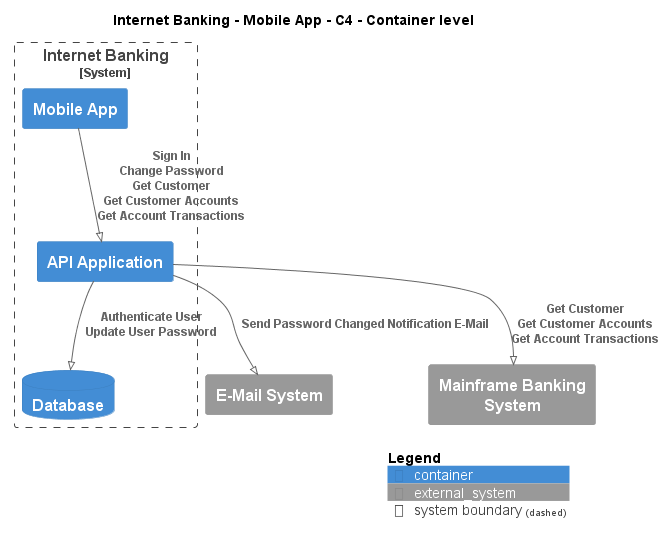 Internet Banking - Mobile App - C4 - Container level
Internet Banking
[System]
Mobile App
Sign In
Change Password
Get Customer
Get Customer Accounts
Get Account Transactions
API Application
Authenticate User
Update User Password
Send Password Changed Notification E-Mail
Get Customer
Get Customer Accounts
Get Account Transactions
Database
E-Mail System
Mainframe Banking
System
Legend
container
external_system
system boundary (dashed)